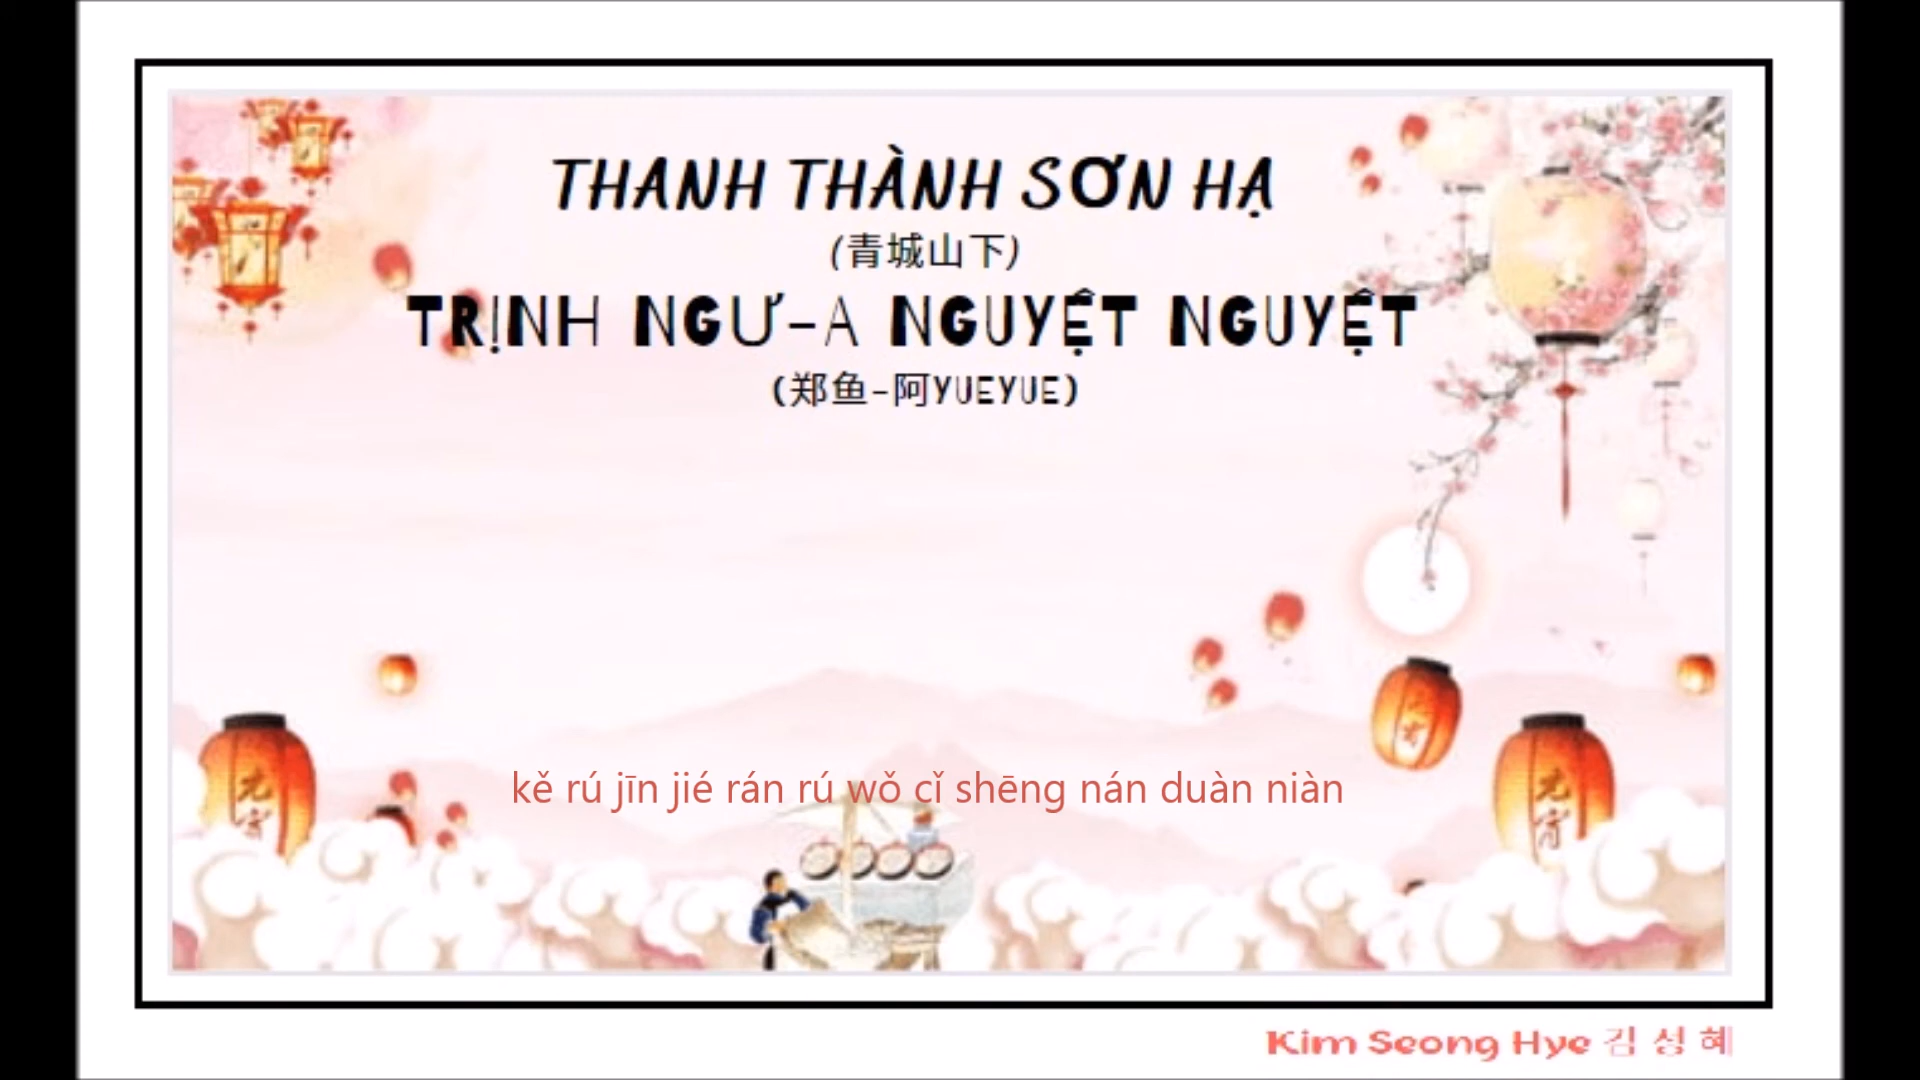 THANH THÀNH SƠN HẠ
(青城山下)
TRỊNH NGƯ-A NGUYỆT NGUYỆT
(郑鱼-阿YUEYUE)
kě rú jīn jié rán rú wǒ cǐ shēng nán duàn niàn
元宵
Kim Seong Hye 김 성 혜